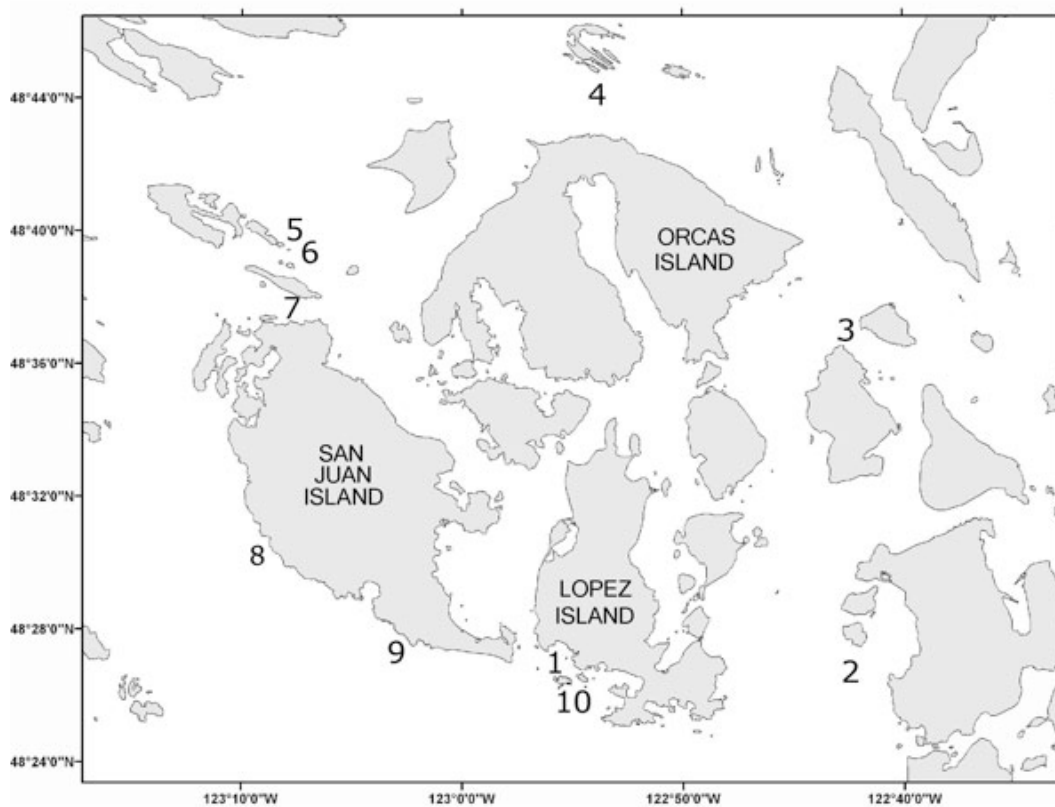 48°44'0"N
4
48°40'0"N
5
6
ORCAS
ISLAND
7
3
48°36'0"N
SAN
JUAN
ISLAND
48°32'0"N
8
LOPEZ
ISLAND
48°28'0"N
9
1
2
10
48°24'0"N
123°10'0"W
123°0'0"W
122°50'0"W
122°40'0"W